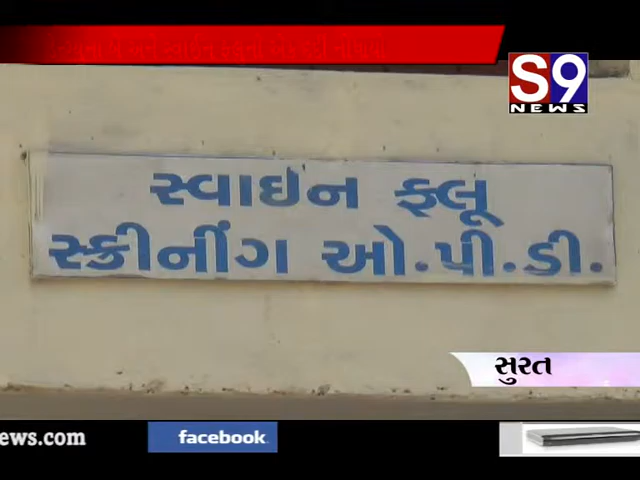 S9
NEWS
સ્વાઇન ફ્લૂ
સ્ક્રીનીંગ ઓ.પી.ડી.
સુરત
ews.com
facebook